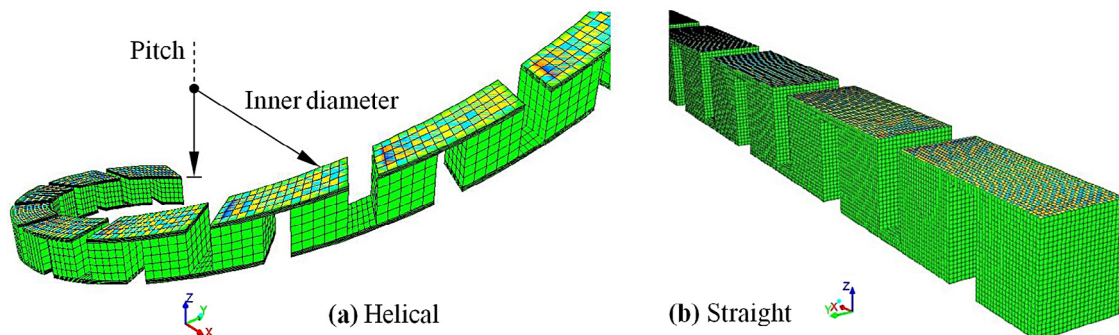 Pitch
Inner diameter
Z
Y
X
(a) Helical
Z
X
Y
(b) Straight